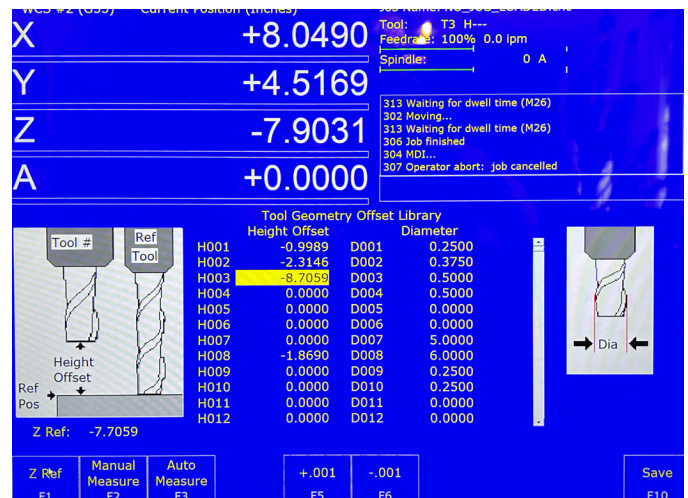 WCS #2 (G55) Current Position (Inches)
Job Name: NO_JOB_LOADED.cnc
X +8.0490
Y +4.5169
Z -7.9031
A +0.0000
Tool: T3 H---
Feedrate: 100% 0.0 ipm
Spindle: 0 A
313 Waiting for dwell time (M26)
302 Moving...
313 Waiting for dwell time (M26)
306 Job finished
304 MDI...
307 Operator abort: job cancelled
Tool Geometry Offset Library
Height Offset Diameter
H001 -0.9989 D001 0.2500
H002 -2.3146 D002 0.3750
H003 -8.7059 D003 0.5000
H004 0.0000 D004 0.5000
H005 0.0000 D005 0.0000
H006 0.0000 D006 0.0000
H007 0.0000 D007 5.0000
H008 -1.8690 D008 6.0000
H009 0.0000 D009 0.2500
H010 0.0000 D010 0.2500
H011 0.0000 D011 0.0000
H012 0.0000 D012 0.0000
Tool #
Ref
Tool
Height
Offset
Ref
Pos
Dia
Z Ref: -7.7059
Z Ref
F1
Manual
Measure
F2
Auto
Measure
F3
+.001
F5
-.001
F6
Save
F10